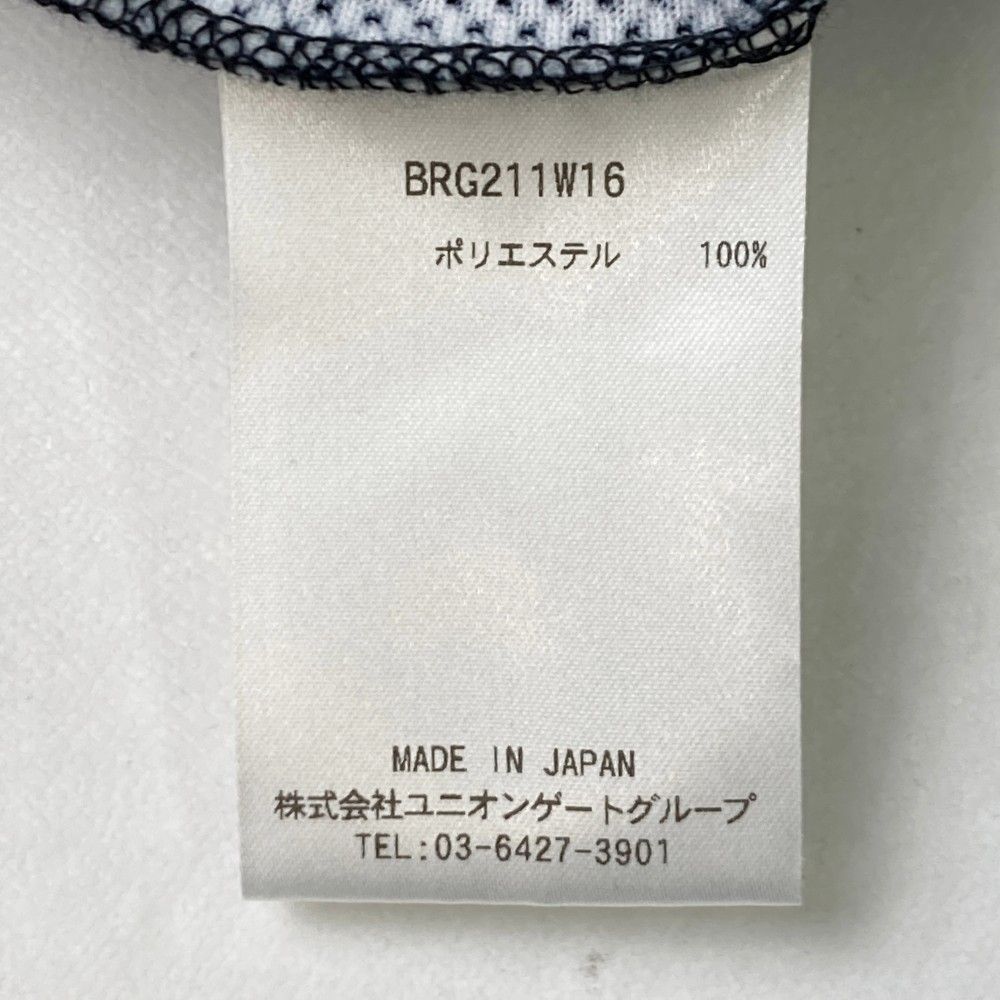 BRG211W16
ポリエステル 100%
MADE IN JAPAN
株式会社ユニオンゲートグループ
TEL:03-6427-3901